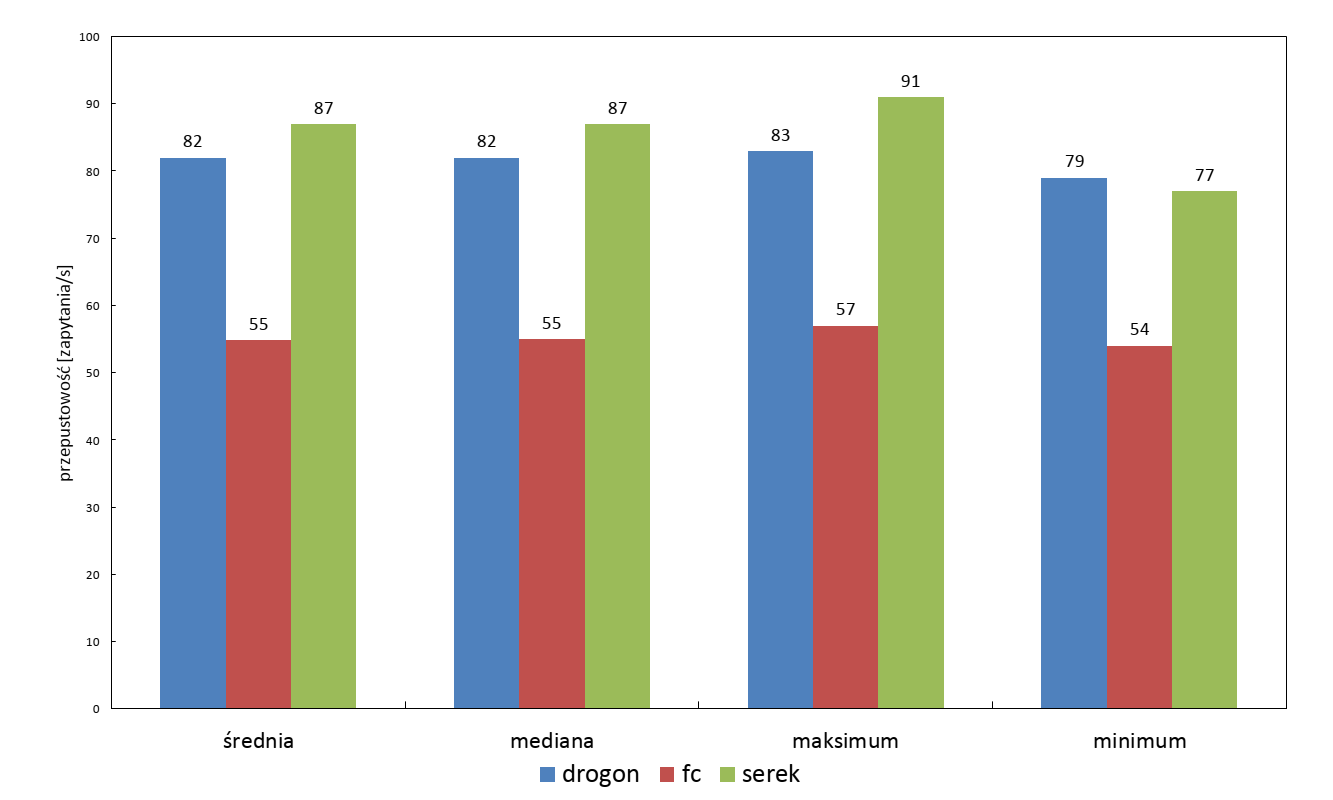 100
90
80
70
60
50
40
30
20
10
0
przepustowość [zapytania/s]
82 55 87
82 55 87
83 57 91
79 54 77
średnia mediana maksimum minimum
drogon fc serek